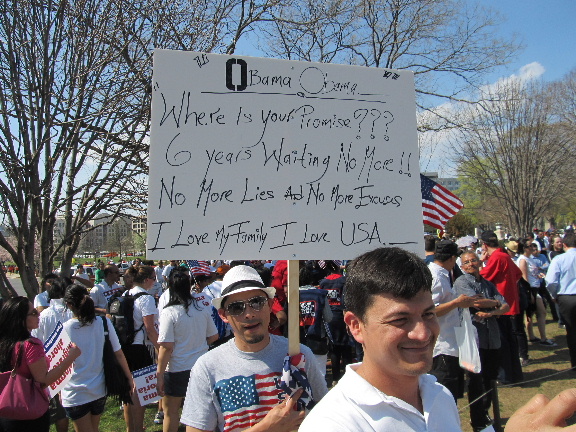 " Obama Obama "
"Where Is your Promise???
6 years Waiting No More!!
No More Lies And No More Excuses
I Love My Family I Love USA.